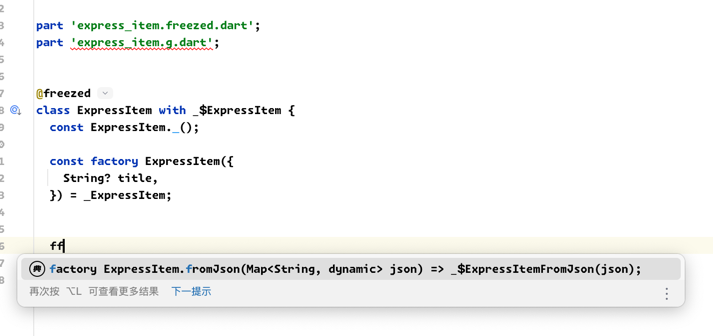 2
3 part 'express_item.freezed.dart';
4 part 'express_item.g.dart';
5
6
7 @freezed
8 class ExpressItem with _$ExpressItem {
9 const ExpressItem._();
0
1 const factory ExpressItem({
2 String? title,
3 }) = _ExpressItem;
4
5
6 ff
7 factory ExpressItem.fromJson(Map<String, dynamic> json) => _$ExpressItemFromJson(json);
8 再次按 ⌥L 可查看更多结果 下一提示